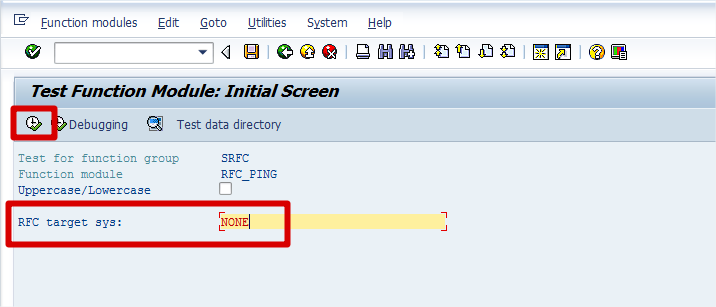 Function modules Edit Goto Utilities System Help
Test Function Module: Initial Screen
Debugging Test data directory
Test for function group SRFC
Function module RFC_PING
Uppercase/Lowercase
RFC target sys: NONE